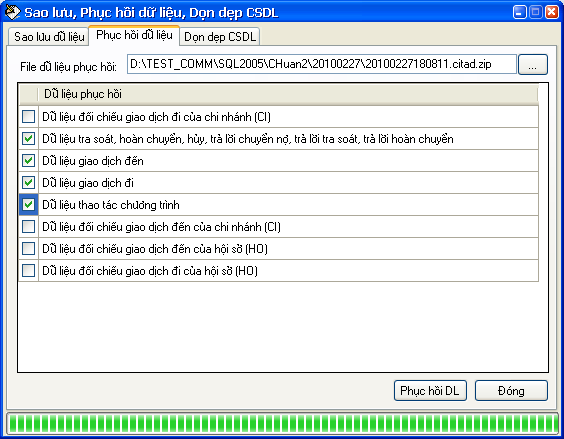 Sao lưu, Phục hồi dữ liệu, Dọn dẹp CSDL
Sao lưu dữ liệu Phục hồi dữ liệu Dọn dẹp CSDL
File dữ liệu phục hồi: D:\TEST_COMM\SQL2005\CHuan2\20100227\20100227180811.citad.zip ...
Dữ liệu phục hồi
Dữ liệu đối chiếu giao dịch đi của chi nhánh (CI)
Dữ liệu tra soát, hoàn chuyển, hủy, trả lời chuyển nợ, trả lời tra soát, trả lời hoàn chuyển
Dữ liệu giao dịch đến
Dữ liệu giao dịch đi
Dữ liệu thao tác chương trình
Dữ liệu đối chiếu giao dịch đến của chi nhánh (CI)
Dữ liệu đối chiếu giao dịch đến của hội sở (HO)
Dữ liệu đối chiếu giao dịch đi của hội sở (HO)
Phục hồi DL Đóng